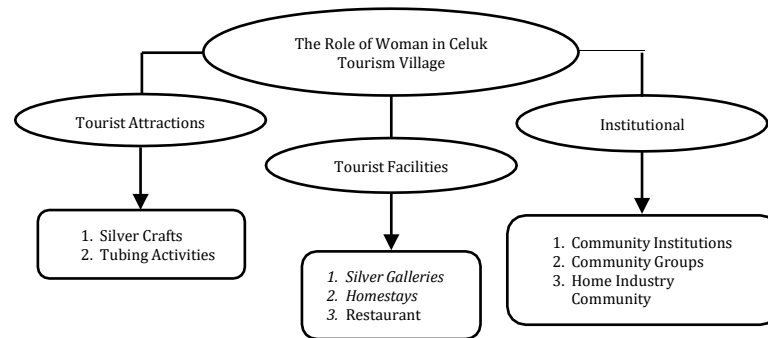 The Role of Woman in Celuk
Tourism Village
Tourist Attractions
Tourist Facilities
Institutional
1. Silver Crafts
2. Tubing Activities
1. Silver Galleries
2. Homestays
3. Restaurant
1. Community Institutions
2. Community Groups
3. Home Industry
Community